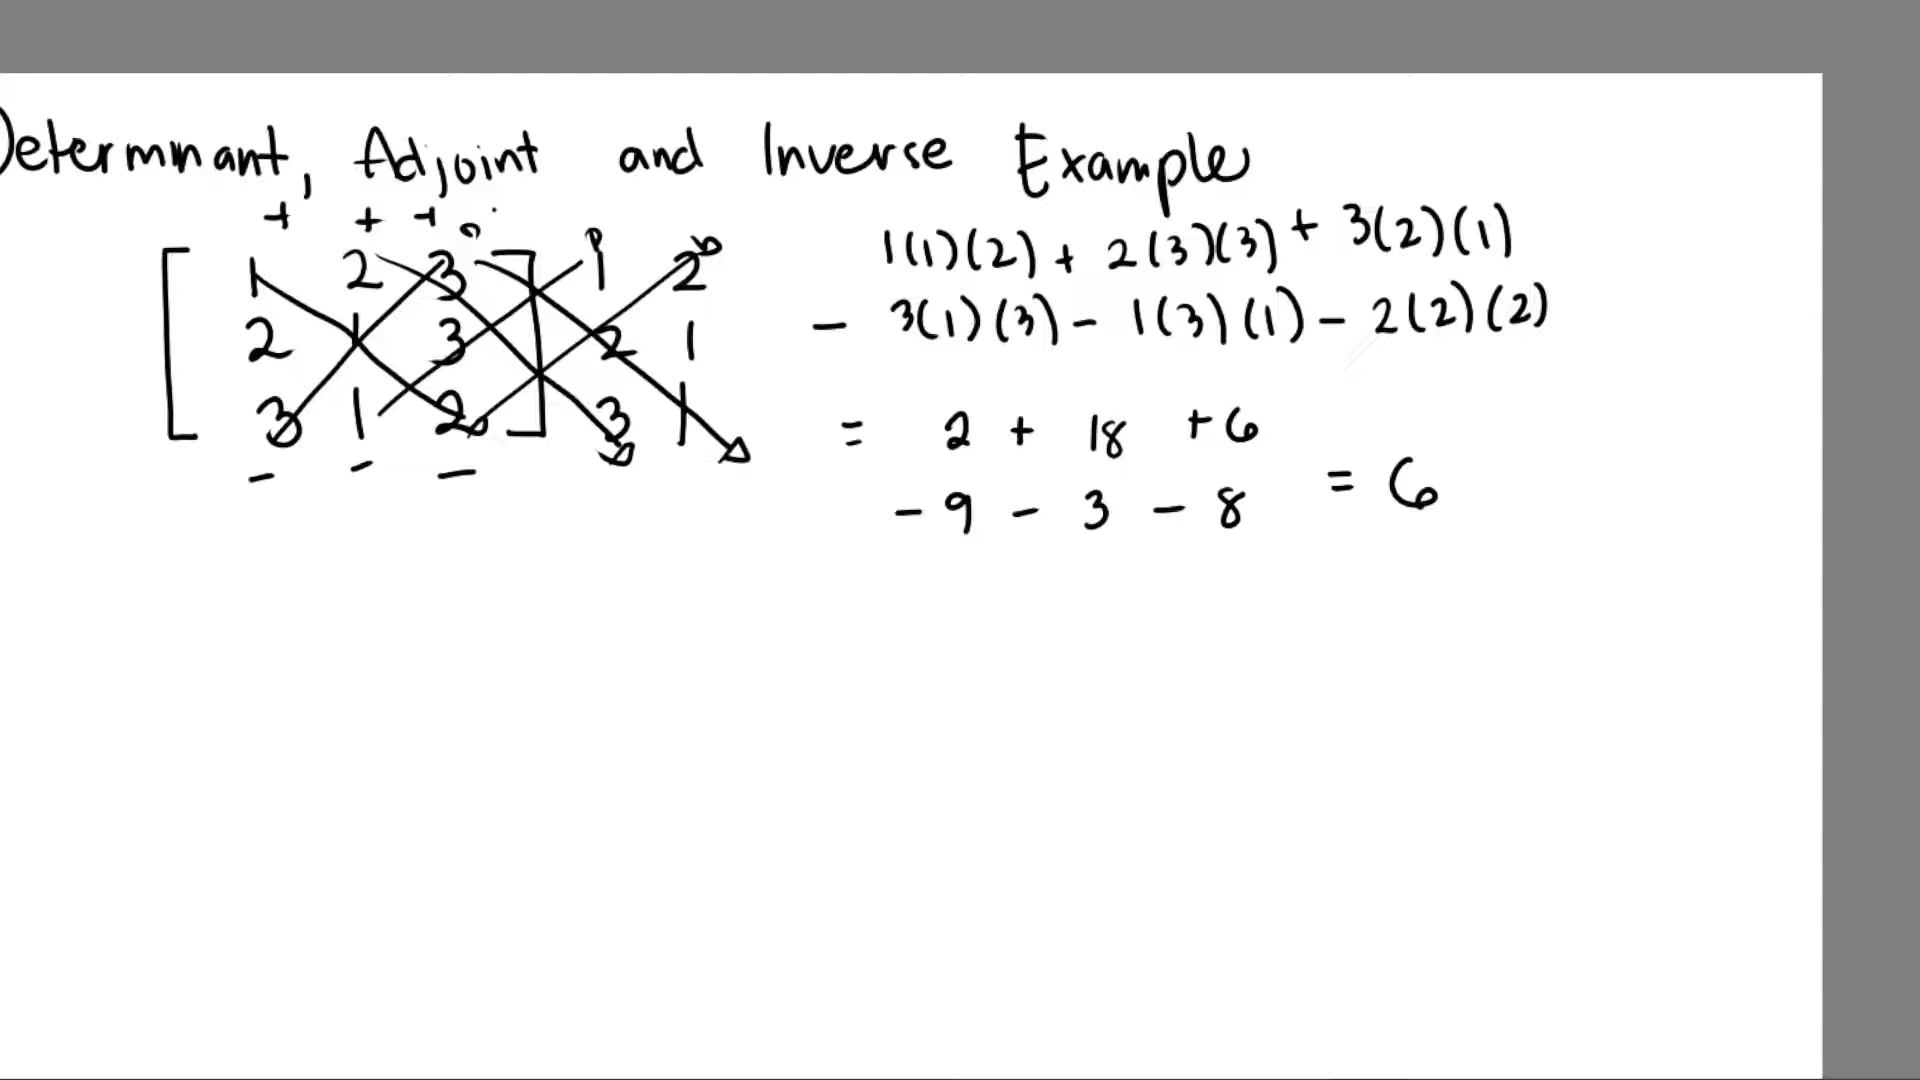 Determinant, Adjoint and Inverse Example
+ + +
[ 1 2 3 ] 1 2
2 1 3 2 1
3 1 2 3 1
- - -
1(1)(2) + 2(3)(3) + 3(2)(1)
- 3(1)(3) - 1(3)(1) - 2(2)(2)
= 2 + 18 + 6
- 9 - 3 - 8 = 6